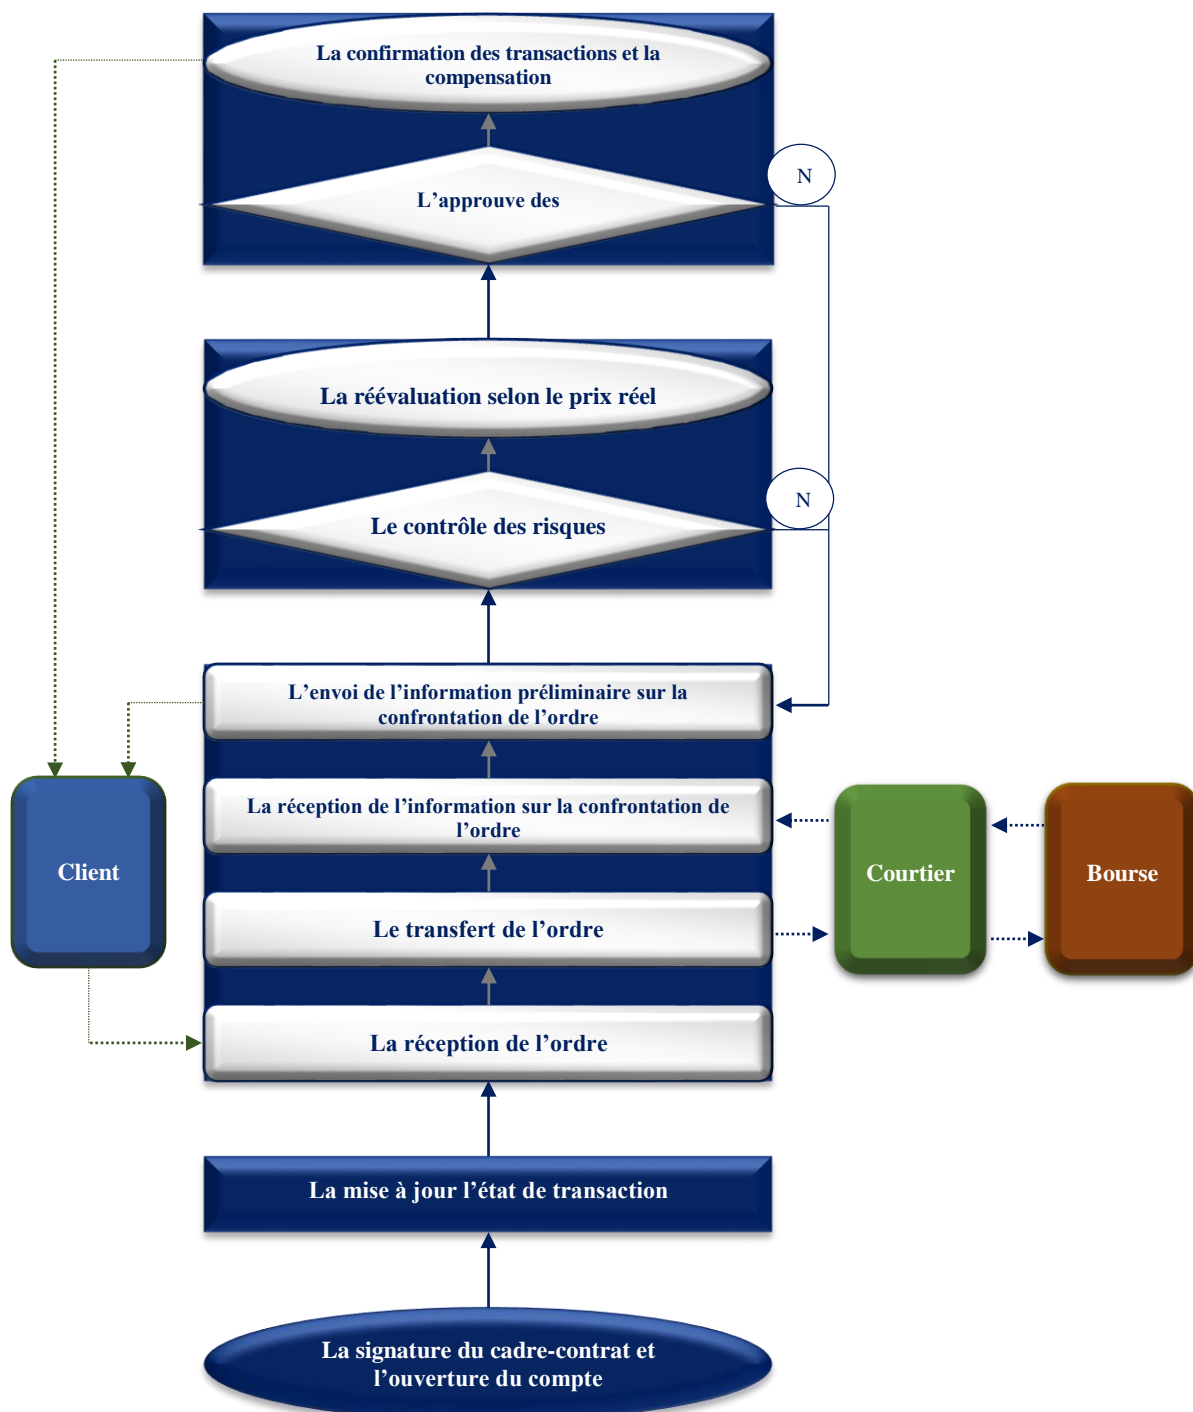 La confirmation des transactions et la
compensation
N
L’approuve des
La réévaluation selon le prix réel
N
Le contrôle des risques
L’envoi de l’information préliminaire sur la
confrontation de l’ordre
La réception de l’information sur la confrontation de
l’ordre
Client
Courtier
Bourse
Le transfert de l’ordre
La réception de l’ordre
La mise à jour l’état de transaction
La signature du cadre-contrat et
l’ouverture du compte